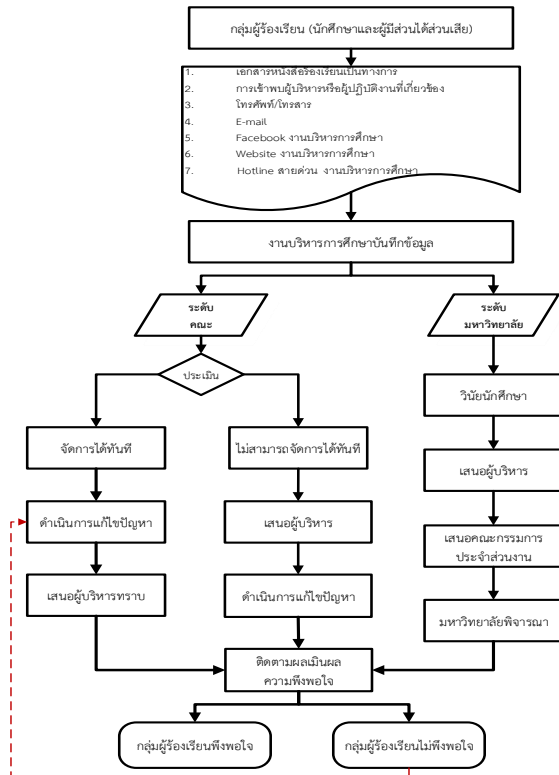 กลุ่มผู้ร้องเรียน (นักศึกษาและผู้มีส่วนได้ส่วนเสีย)
1. เอกสารหนังสือร้องเรียนเป็นทางการ
2. การเข้าพบผู้บริหารหรือผู้ปฏิบัติงานที่เกี่ยวข้อง
3. โทรศัพท์/โทรสาร
4. E-mail
5. Facebook งานบริหารการศึกษา
6. Website งานบริหารการศึกษา
7. Hotline สายด่วน งานบริหารการศึกษา
งานบริหารการศึกษาบันทึกข้อมูล
ระดับ
คณะ
ระดับ
มหาวิทยาลัย
ประเมิน
วินัยนักศึกษา
จัดการได้ทันที
ไม่สามารถจัดการได้ทันที
เสนอผู้บริหาร
ดำเนินการแก้ไขปัญหา
เสนอผู้บริหาร
เสนอคณะกรรมการ
ประจำส่วนงาน
เสนอผู้บริหารทราบ
ดำเนินการแก้ไขปัญหา
มหาวิทยาลัยพิจารณา
ติดตามผลเมินผล
ความพึงพอใจ
กลุ่มผู้ร้องเรียนพึงพอใจ
กลุ่มผู้ร้องเรียนไม่พึงพอใจ